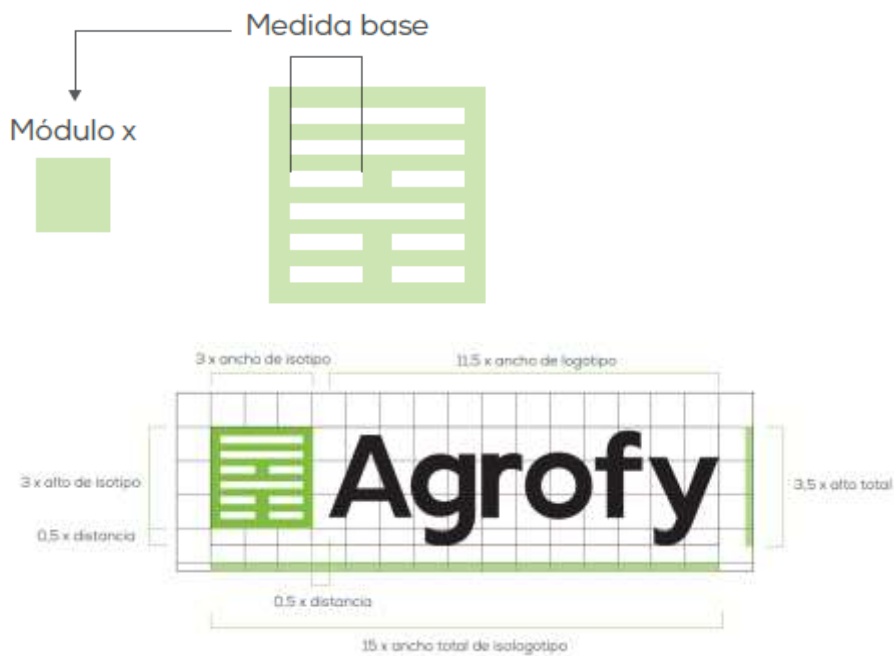 Medida base
Módulo x
3 x ancho de isotipo
11,5 x ancho de logotipo
Agrofy
3 x alto de isotipo
3,5 x alto total
0,5 x distancia
0,5 x distancia
15 x ancho total de isologotipo